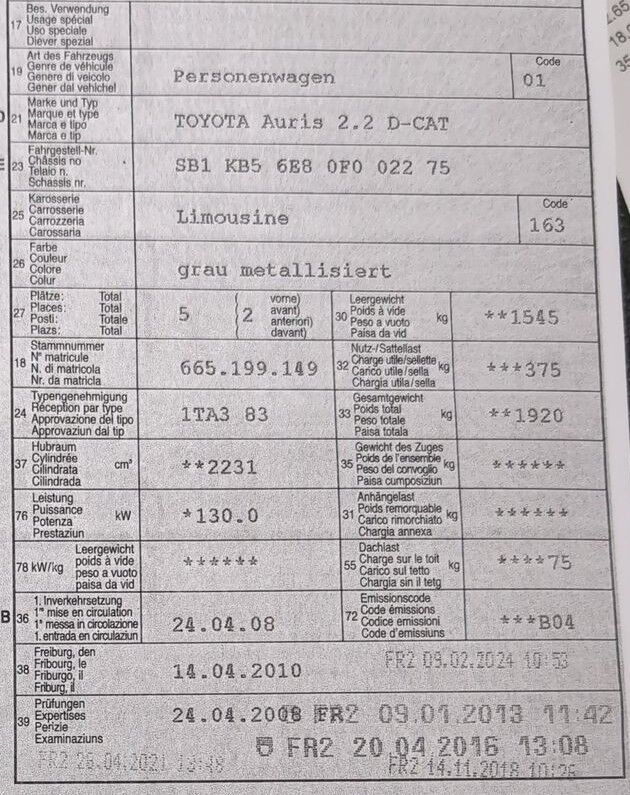 17 Bes. Verwendung
Usage spécial
Uso speciale
Diever spezial
19 Art des Fahrzeugs
Genre de véhicule
Genere di veicolo
Gener dal vehichel
Personenwagen
Code
01
21 Marke und Typ
Marque et type
Marca e tipo
Marca e tip
TOYOTA Auris 2.2 D-CAT
23 Fahrgestell-Nr.
Châssis no
Telaio n.
Schassis nr.
SB1 KB5 6E8 0F0 022 75
25 Karosserie
Carrosserie
Carrozzeria
Carossaria
Limousine
Code
163
26 Farbe
Couleur
Colore
Colur
grau metallisiert
27 Plätze: Total
Places: Total
Posti: Totale
Plazs: Total
5 ( 2 vorne)
avant)
anteriori)
davant)
30 Leergewicht
Poids à vide
Peso a vuoto
Paisa da vid
kg **1545
18 Stammnummer
N° matricule
N. di matricola
Nr. da matricla
665.199.149
32 Nutz-/Sattellast
Charge utile/sellette
Carico utile/sella
Chargia utila/sella
kg ***375
24 Typengenehmigung
Réception par type
Approvazione del tipo
Approvaziun dal tip
1TA3 83
33 Gesamtgewicht
Poids total
Peso totale
Paisa totala
kg **1920
37 Hubraum
Cylindrée
Cilindrata
Cilindrada
cm³ **2231
35 Gewicht des Zuges
Poids de l'ensemble
Peso del convoglio
Paisa cumposiziun
kg ******
76 Leistung
Puissance
Potenza
Prestaziun
kW *130.0
31 Anhängelast
Poids remorquable
Carico rimorchiato
Chargia annexa
kg ******
78 kW/kg Leergewicht
poids à vide
peso a vuoto
paisa da vid
******
55 Dachlast
Charge sur le toit
Carico sul tetto
Chargia sin il tetg
kg ****75
B 36 1. Inverkehrsetzung
1re mise en circulation
1a messa in circolazione
1. entrada en circulaziun
24.04.08
72 Emissionscode
Code émissions
Codice emissioni
Code d'emissiuns
***B04
38 Freiburg, den
Fribourg, le
Friburgo, il
Friburg, il
14.04.2010
FR2 09.02.2024 10:53
39 Prüfungen
Expertises
Perizie
Examinaziuns
24.04.2008 FR2 09.01.2013 11:42
FR2 20.04.2016 13:08
FR2 14.11.2018 10:26